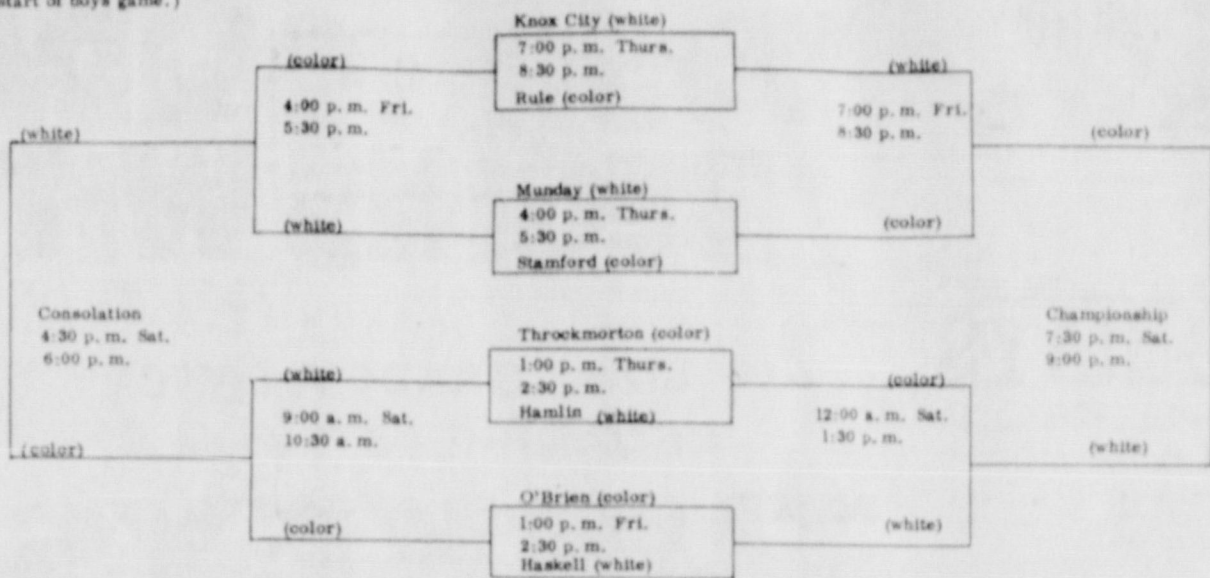 start of boys game.)
Knox City (white)
7:00 p. m. Thurs.
8:30 p. m.
Rule (color)
(color)
4:00 p. m. Fri.
5:30 p. m.
(white)
(white)
7:00 p. m. Fri.
8:30 p. m.
(color)
(white)
Munday (white)
4:00 p. m. Thurs.
5:30 p. m.
Stamford (color)
(color)
Consolation
4:30 p. m. Sat.
6:00 p. m.
Championship
7:30 p. m. Sat.
9:00 p. m.
Throckmorton (color)
1:00 p. m. Thurs.
2:30 p. m.
Hamlin (white)
(white)
9:00 a. m. Sat.
10:30 a. m.
(color)
(color)
12:00 a. m. Sat.
1:30 p. m.
(white)
(color)
O'Brien (color)
1:00 p. m. Fri.
2:30 p. m.
Haskell (white)
(white)